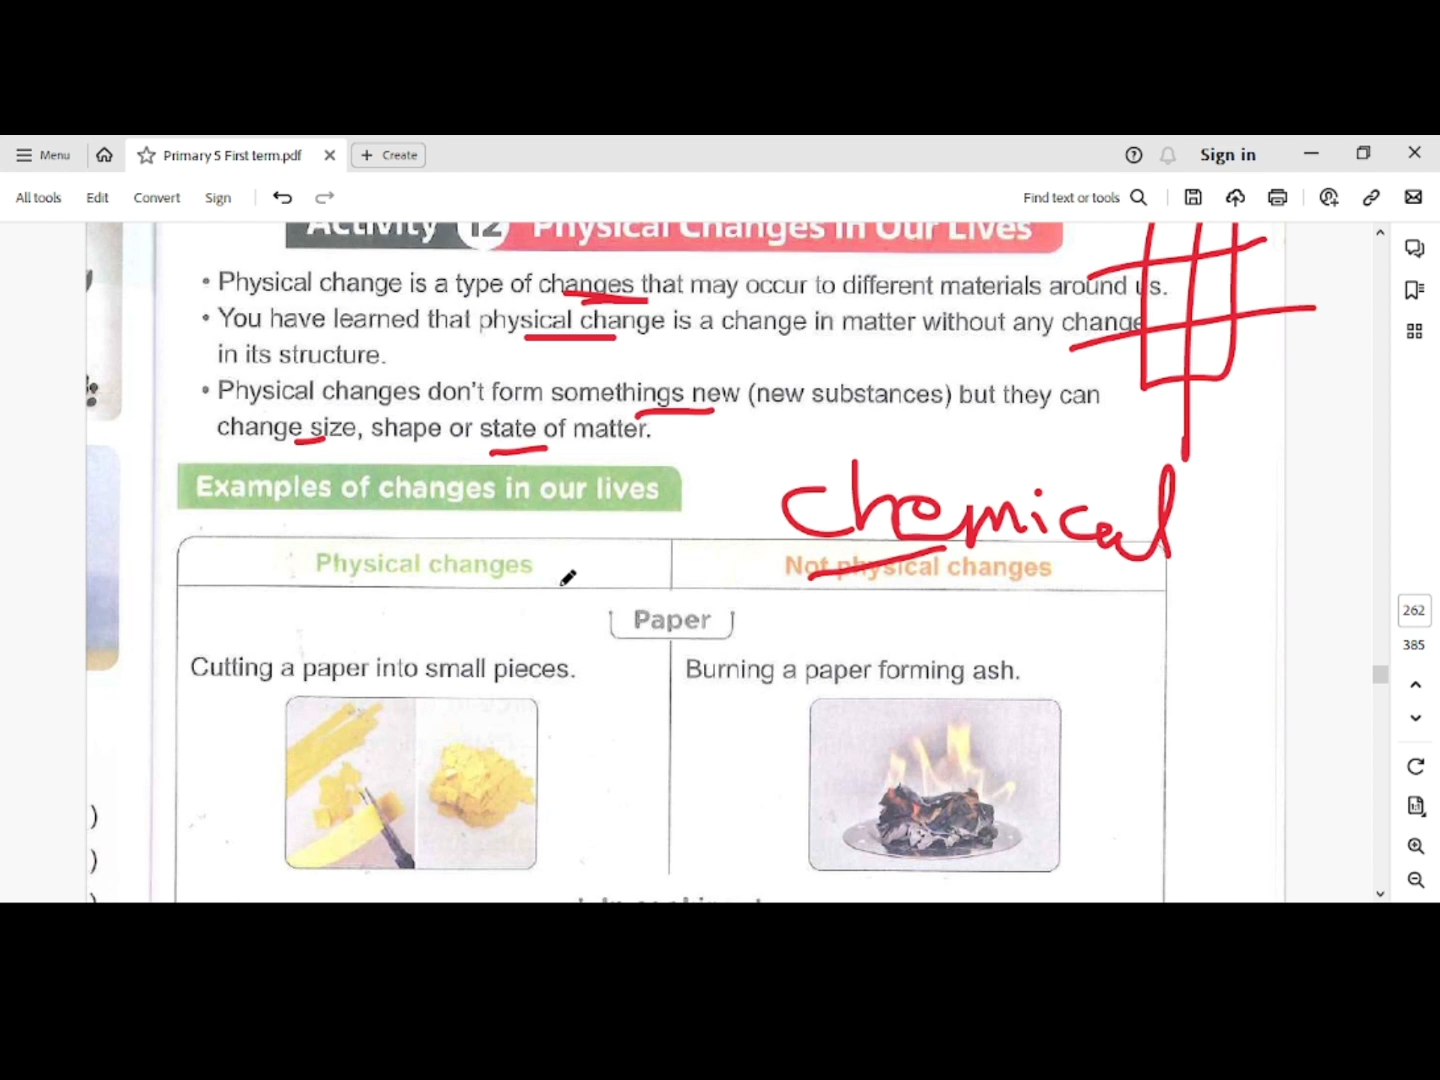 Menu
Primary 5 First term.pdf
Create
Sign in
All tools
Edit
Convert
Sign
Find text or tools
Activity 12 Physical Changes in Our Lives
• Physical change is a type of changes that may occur to different materials around us.
• You have learned that physical change is a change in matter without any change
in its structure.
• Physical changes don't form somethings new (new substances) but they can
change size, shape or state of matter.
Examples of changes in our lives
chemical
Physical changes
Not physical changes
Paper
Cutting a paper into small pieces.
Burning a paper forming ash.
262
385
)
)
)